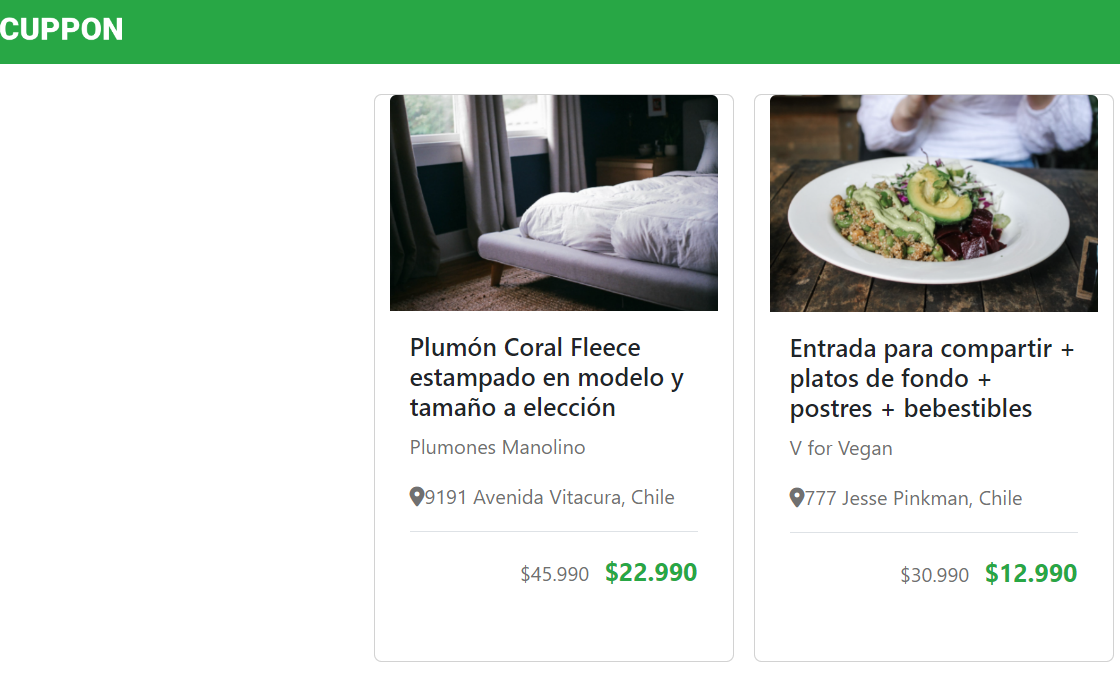 CUPPON
Plumón Coral Fleece
estampado en modelo y
tamaño a elección
Plumones Manolino
9191 Avenida Vitacura, Chile
$45.990 $22.990
Entrada para compartir +
platos de fondo +
postres + bebestibles
V for Vegan
777 Jesse Pinkman, Chile
$30.990 $12.990